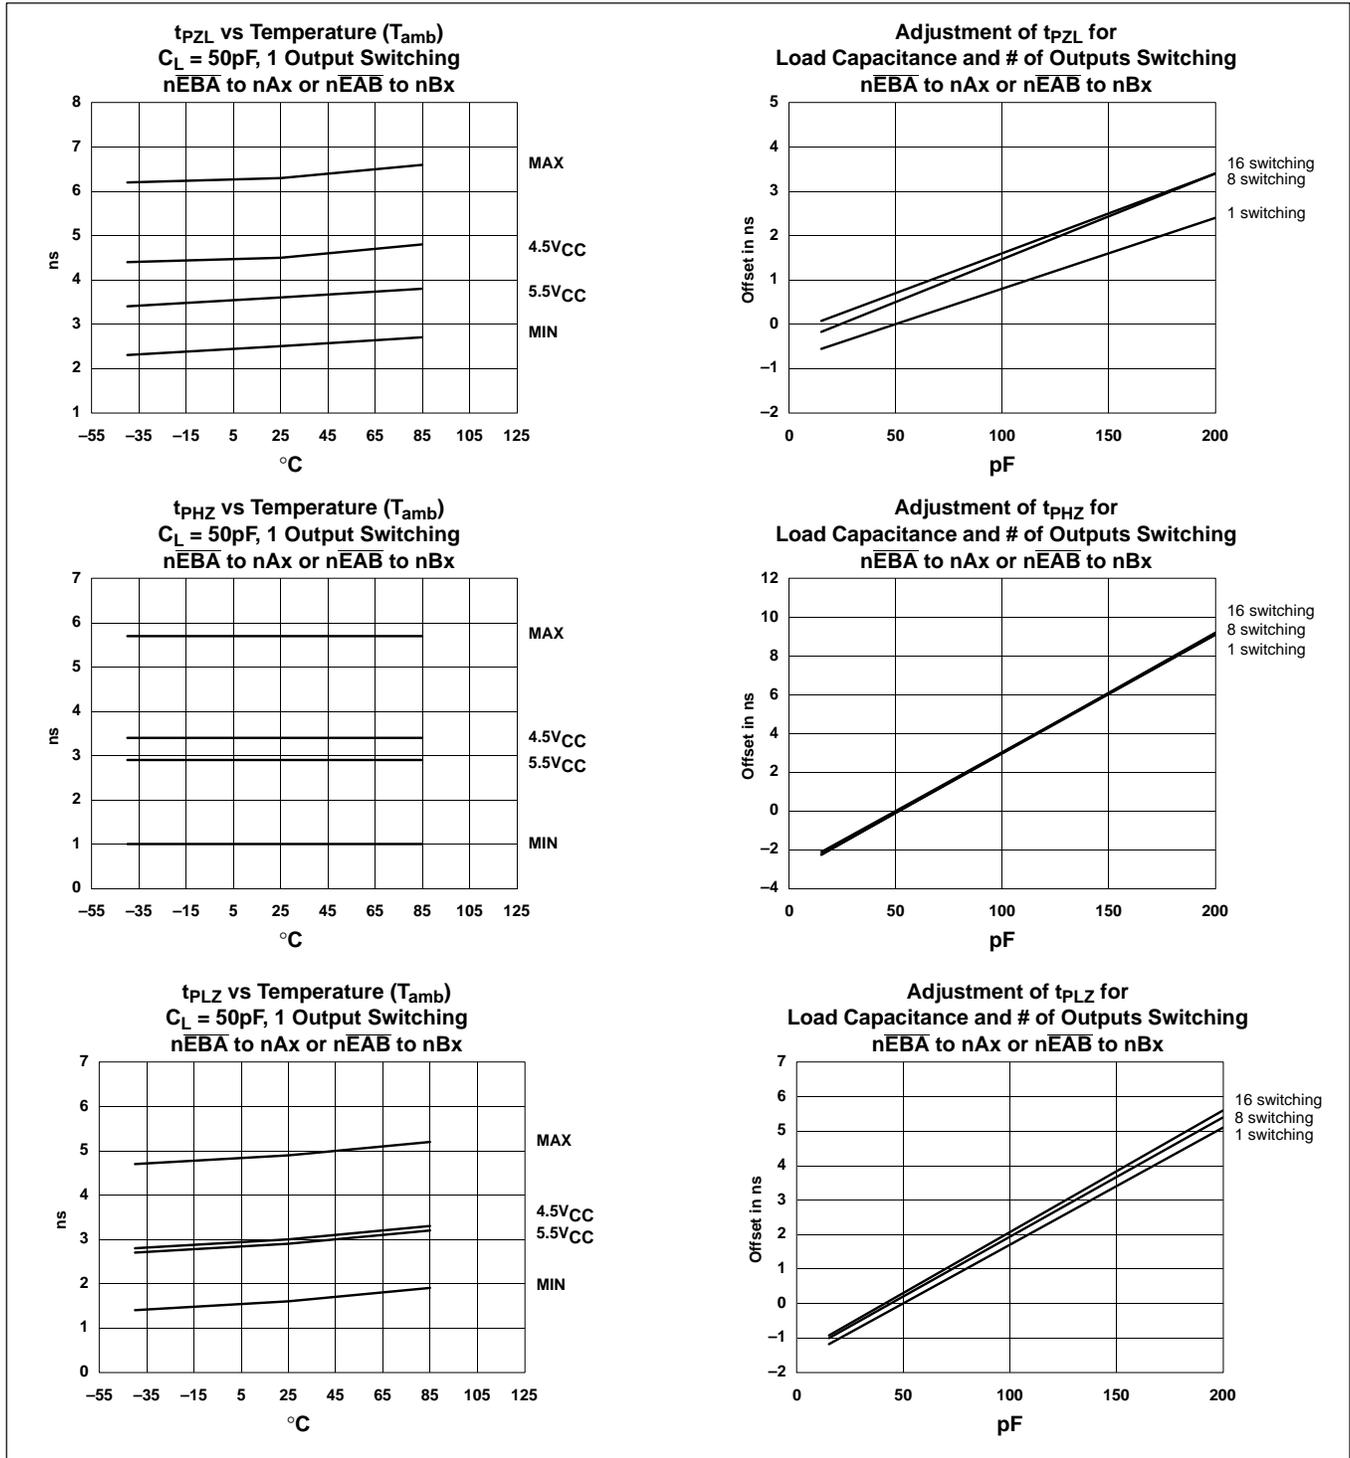 tPZL vs Temperature (Tamb)
CL = 50pF, 1 Output Switching
nEBA to nAx or nEAB to nBx
8
7
6
5
4
3
2
1
ns
MAX
4.5VCC
5.5VCC
MIN
–55 –35 –15 5 25 45 65 85 105 125
°C
Adjustment of tPZL for
Load Capacitance and # of Outputs Switching
nEBA to nAx or nEAB to nBx
5
4
3
2
1
0
–1
–2
Offset in ns
16 switching
8 switching
1 switching
0 50 100 150 200
pF
tPHZ vs Temperature (Tamb)
CL = 50pF, 1 Output Switching
nEBA to nAx or nEAB to nBx
7
6
5
4
3
2
1
0
ns
MAX
4.5VCC
5.5VCC
MIN
–55 –35 –15 5 25 45 65 85 105 125
°C
Adjustment of tPHZ for
Load Capacitance and # of Outputs Switching
nEBA to nAx or nEAB to nBx
12
10
8
6
4
2
0
–2
–4
Offset in ns
16 switching
8 switching
1 switching
0 50 100 150 200
pF
tPLZ vs Temperature (Tamb)
CL = 50pF, 1 Output Switching
nEBA to nAx or nEAB to nBx
7
6
5
4
3
2
1
0
ns
MAX
4.5VCC
5.5VCC
MIN
–55 –35 –15 5 25 45 65 85 105 125
°C
Adjustment of tPLZ for
Load Capacitance and # of Outputs Switching
nEBA to nAx or nEAB to nBx
7
6
5
4
3
2
1
0
–1
–2
Offset in ns
16 switching
8 switching
1 switching
0 50 100 150 200
pF